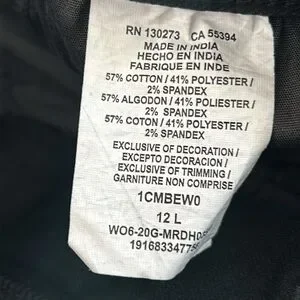 RN 130273 CA 55394
MADE IN INDIA
HECHO EN INDIA
FABRIQUE EN INDE
57% COTTON / 41% POLYESTER /
2% SPANDEX
57% ALGODON / 41% POLIESTER /
2% SPANDEX
57% COTON / 41% POLYESTER /
2% SPANDEX
EXCLUSIVE OF DECORATION /
EXCEPTO DECORACION /
EXCLUSIVE OF TRIMMING /
GARNITURE NON COMPRISE
1CMBEW0
12 L